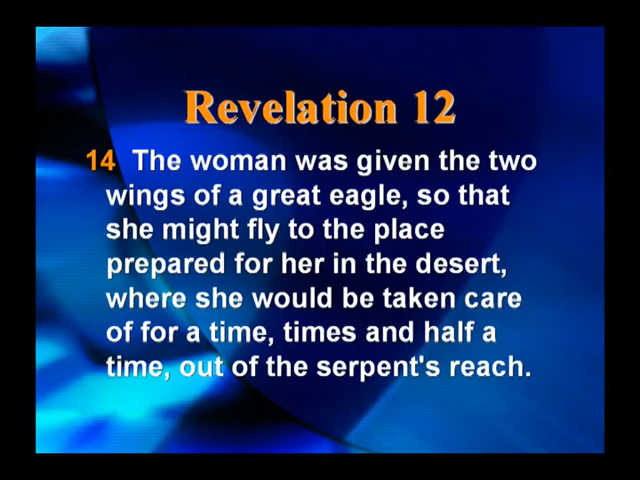 Revelation 12
14 The woman was given the two
wings of a great eagle, so that
she might fly to the place
prepared for her in the desert,
where she would be taken care
of for a time, times and half a
time, out of the serpent's reach.